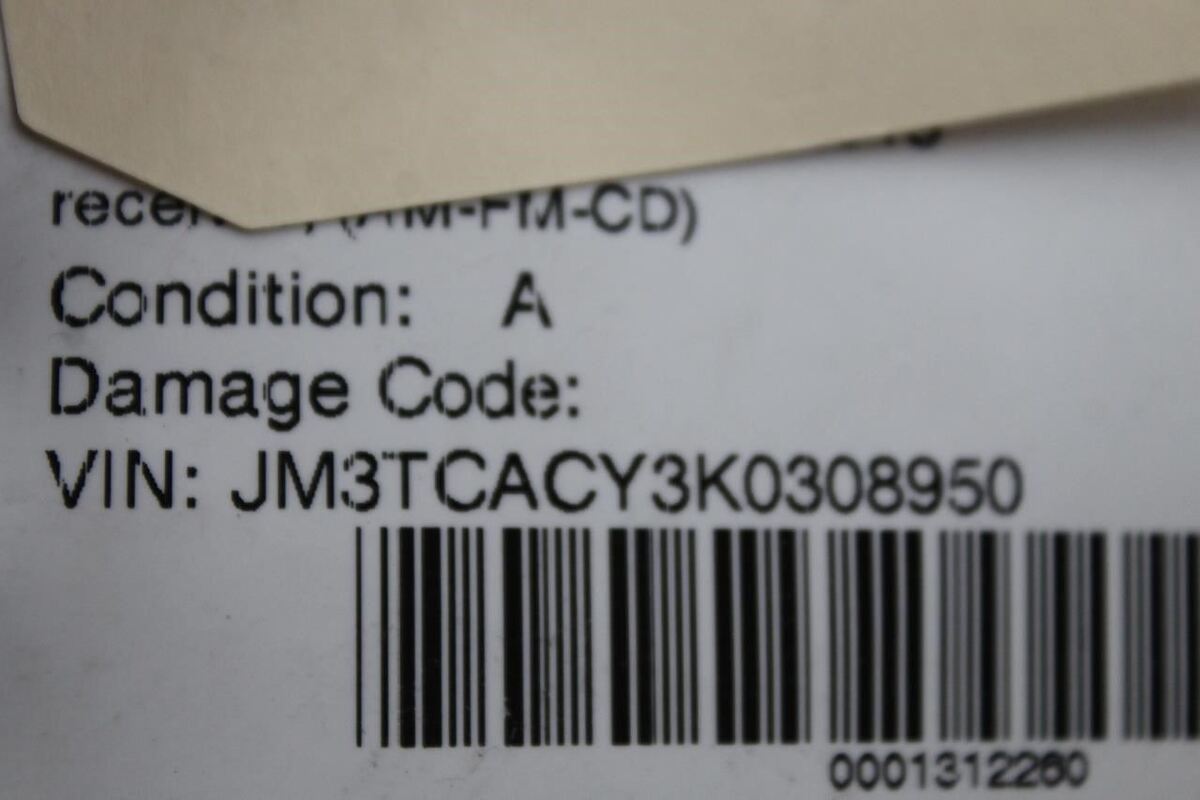 (AM-FM-CD)
Condition: A
Damage Code:
VIN: JM3TCACY3K0308950
0001312260